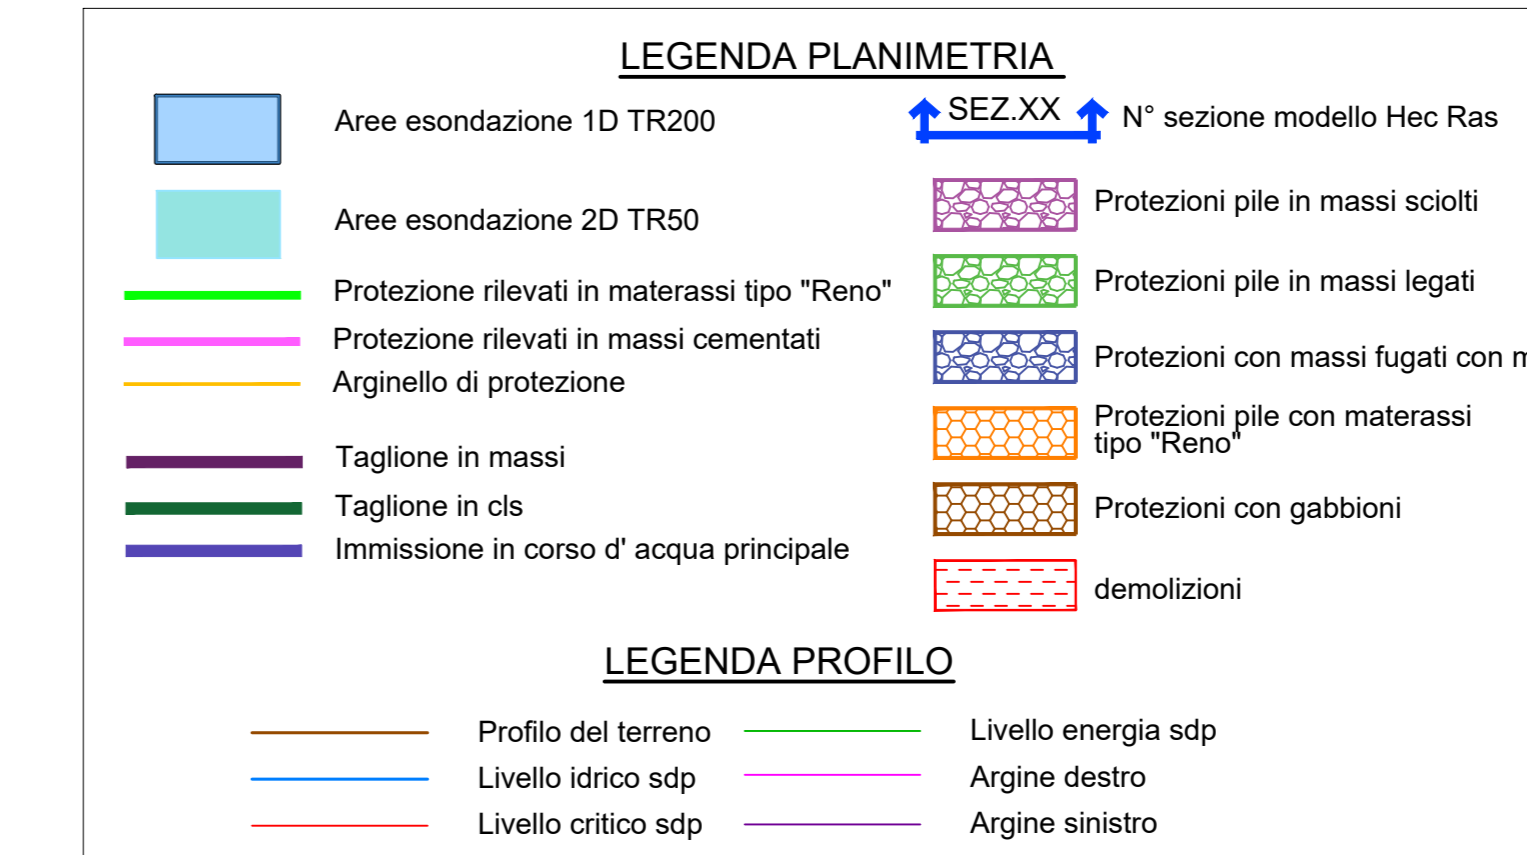 LEGENDA PLANIMETRIA
Aree esondazione 1D TR200
Aree esondazione 2D TR50
Protezione rilevati in materassi tipo "Reno"
Protezione rilevati in massi cementati
Arginello di protezione
Taglione in massi
Taglione in cls
Immissione in corso d' acqua principale
SEZ.XX N° sezione modello Hec Ras
Protezioni pile in massi sciolti
Protezioni pile in massi legati
Protezioni con massi fugati con
Protezioni pile con materassi
tipo "Reno"
Protezioni con gabbioni
demolizioni
LEGENDA PROFILO
Profilo del terreno
Livello idrico sdp
Livello critico sdp
Livello energia sdp
Argine destro
Argine sinistro